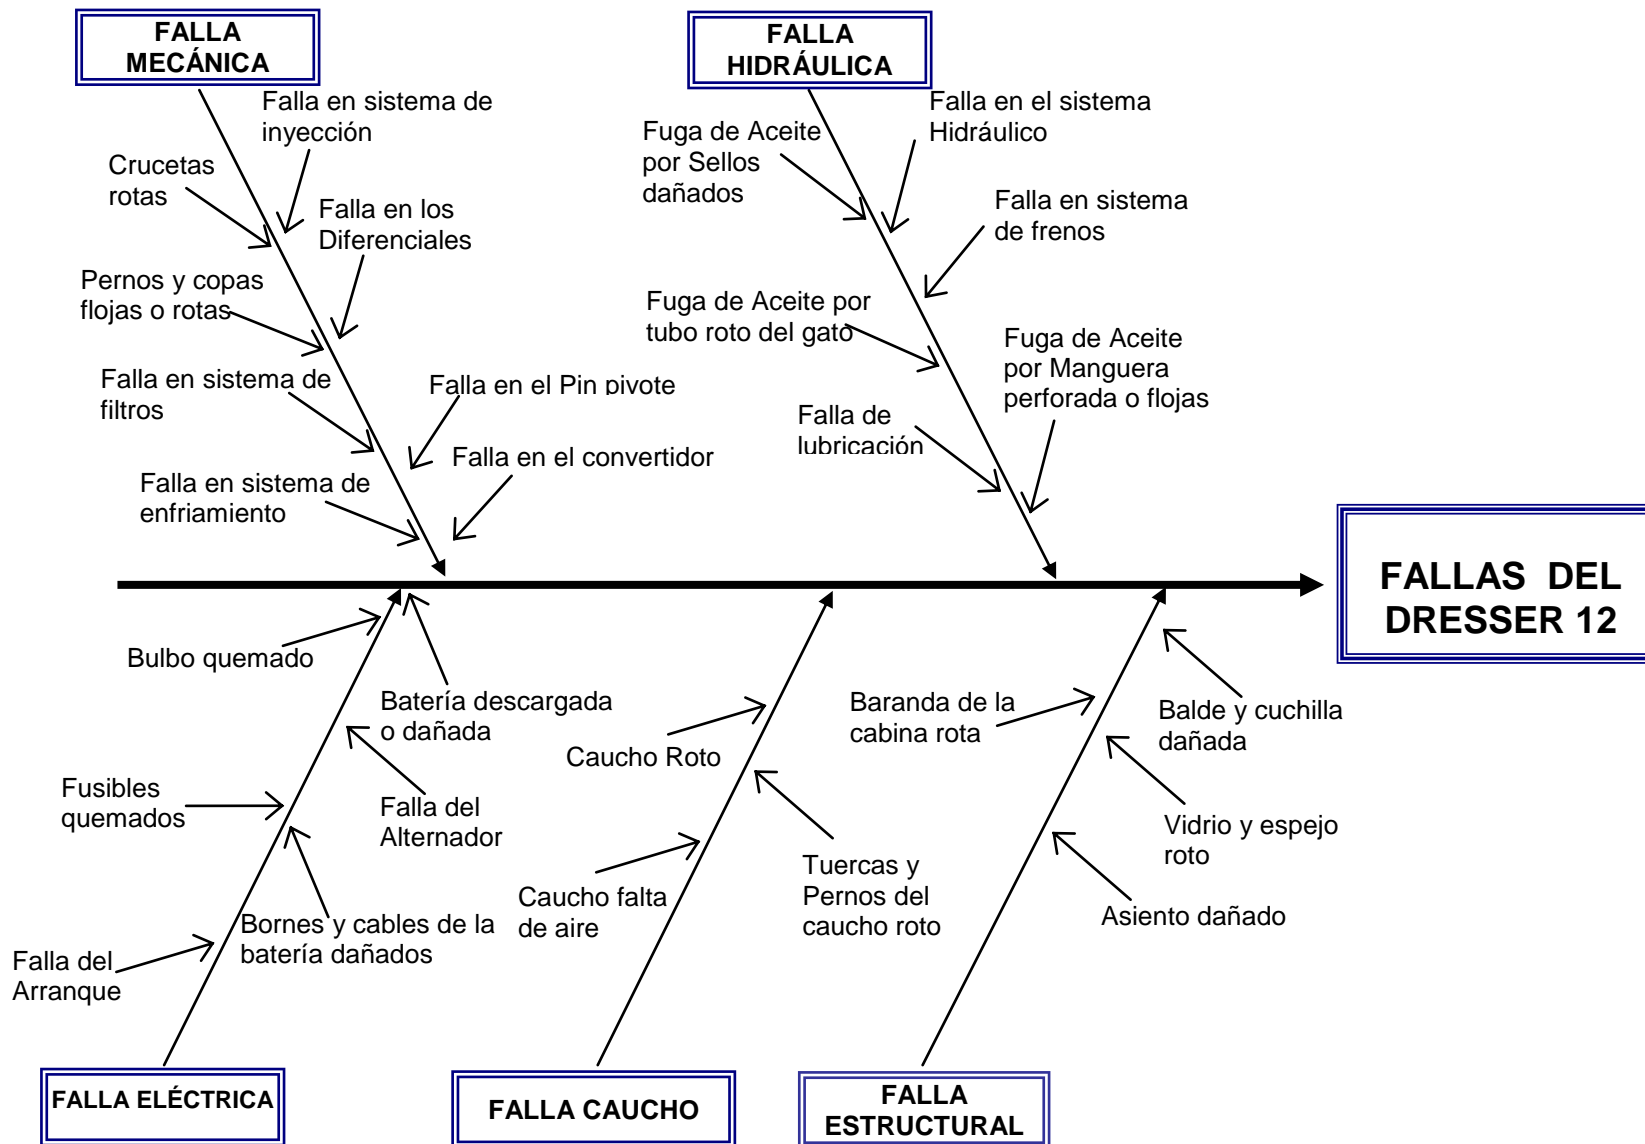 FALLA
MECÁNICA
FALLA
HIDRÁULICA
Falla en sistema de
inyección
Crucetas
rotas
Falla en los
Diferenciales
Pernos y copas
flojas o rotas
Falla en sistema de
filtros
Falla en el Pin pivote
Falla en el convertidor
Falla en sistema de
enfriamiento
Fuga de Aceite
por Sellos
dañados
Falla en el sistema
Hidráulico
Falla en sistema
de frenos
Fuga de Aceite por
tubo roto del gato
Fuga de Aceite
por Manguera
perforada o flojas
Falla de
lubricación
FALLAS DEL
DRESSER 12
Bulbo quemado
Batería descargada
o dañada
Fusibles
quemados
Falla del
Alternador
Bornes y cables de la
batería dañados
Falla del
Arranque
Caucho Roto
Caucho falta
de aire
Tuercas y
Pernos del
caucho roto
Baranda de la
cabina rota
Balde y cuchilla
dañada
Vidrio y espejo
roto
Asiento dañado
FALLA ELÉCTRICA
FALLA CAUCHO
FALLA
ESTRUCTURAL